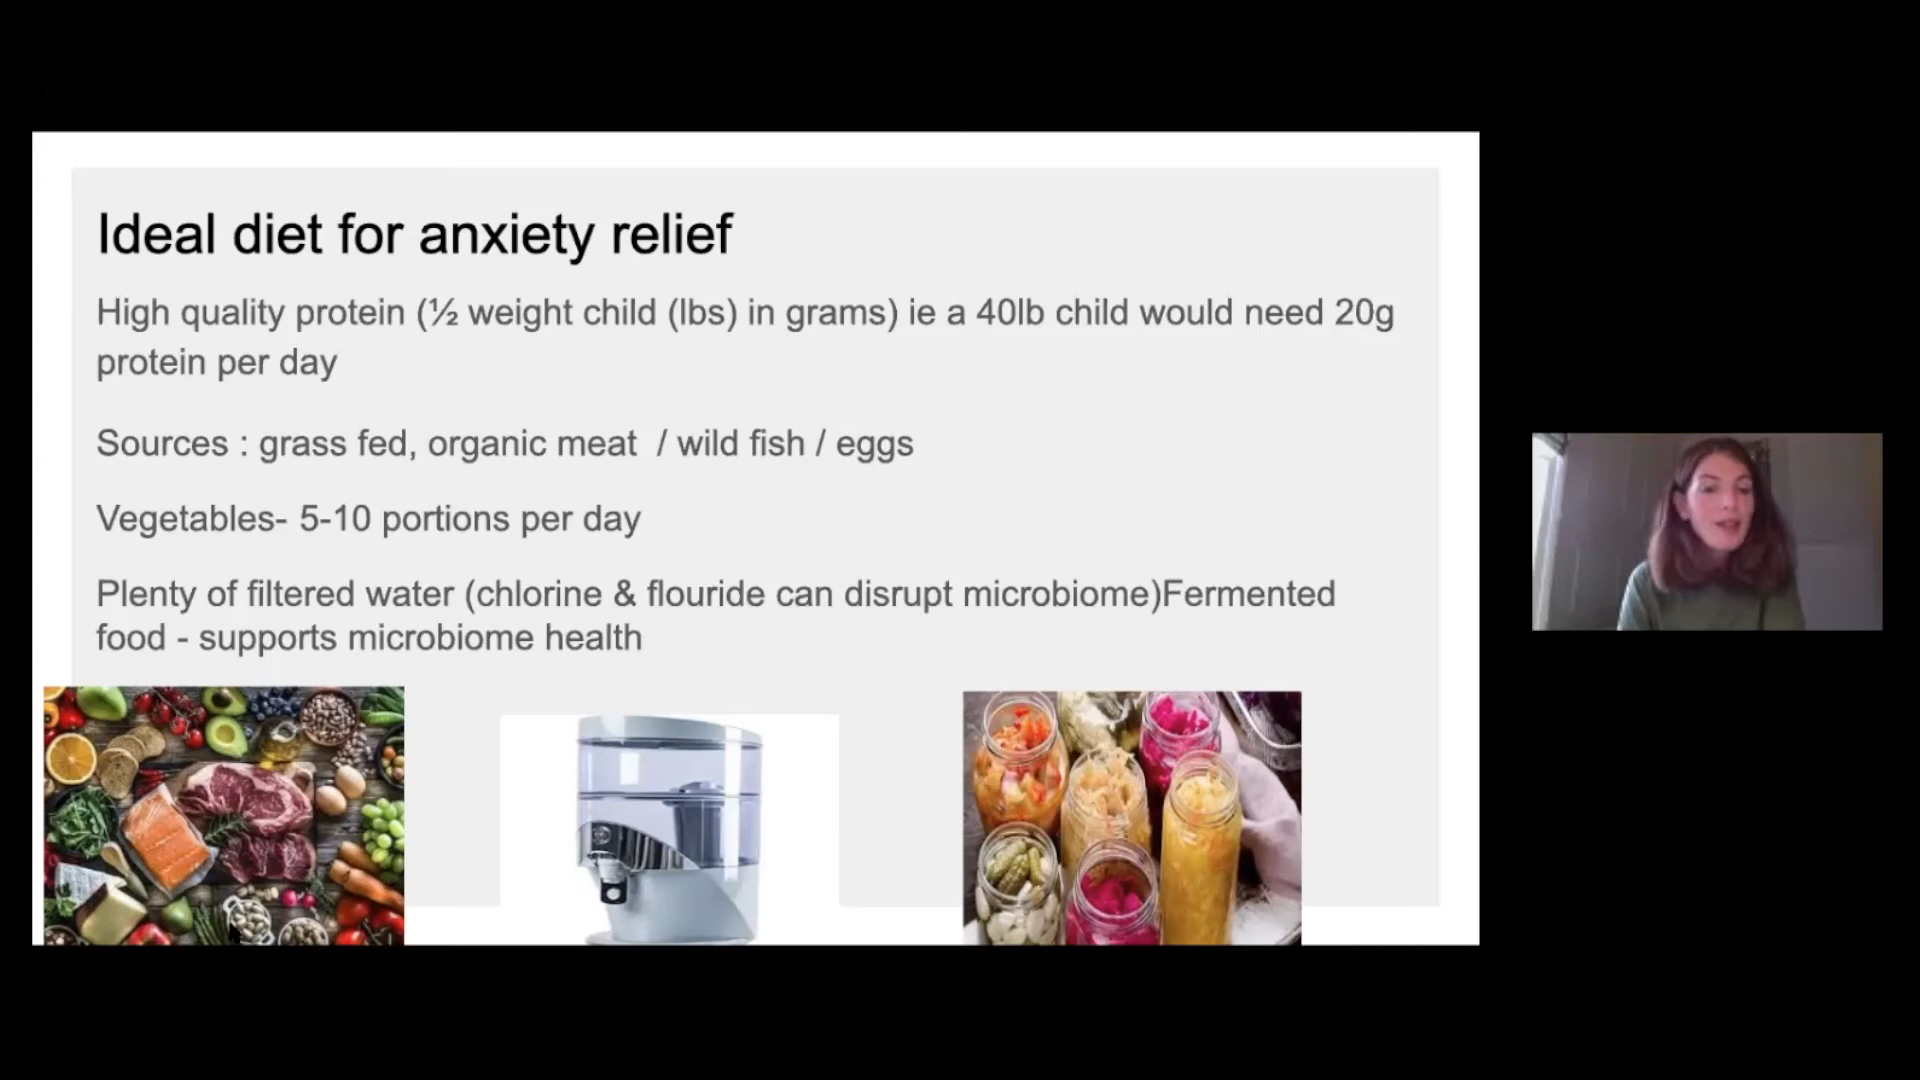 Ideal diet for anxiety relief
High quality protein (½ weight child (lbs) in grams) ie a 40lb child would need 20g
protein per day
Sources : grass fed, organic meat / wild fish / eggs
Vegetables- 5-10 portions per day
Plenty of filtered water (chlorine & flouride can disrupt microbiome)Fermented
food - supports microbiome health